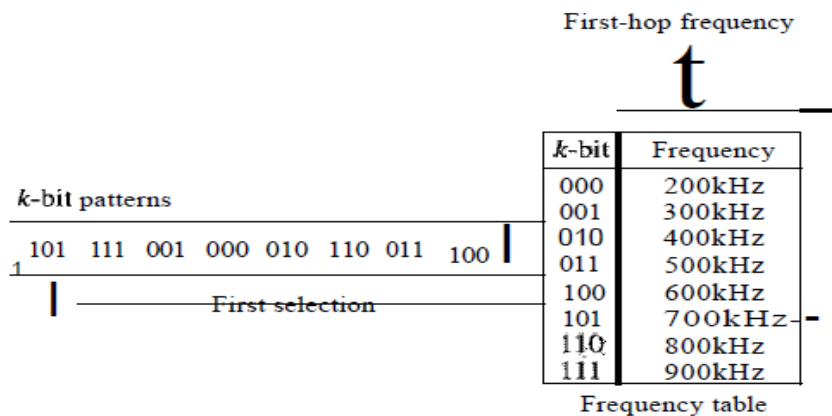 First-hop frequency
t
k-bit Frequency
000 200kHz
001 300kHz
010 400kHz
011 500kHz
100 600kHz
101 700kHz-
110 800kHz
111 900kHz
Frequency table
k-bit patterns
101 111 001 000 010 110 011 100
1
First selection